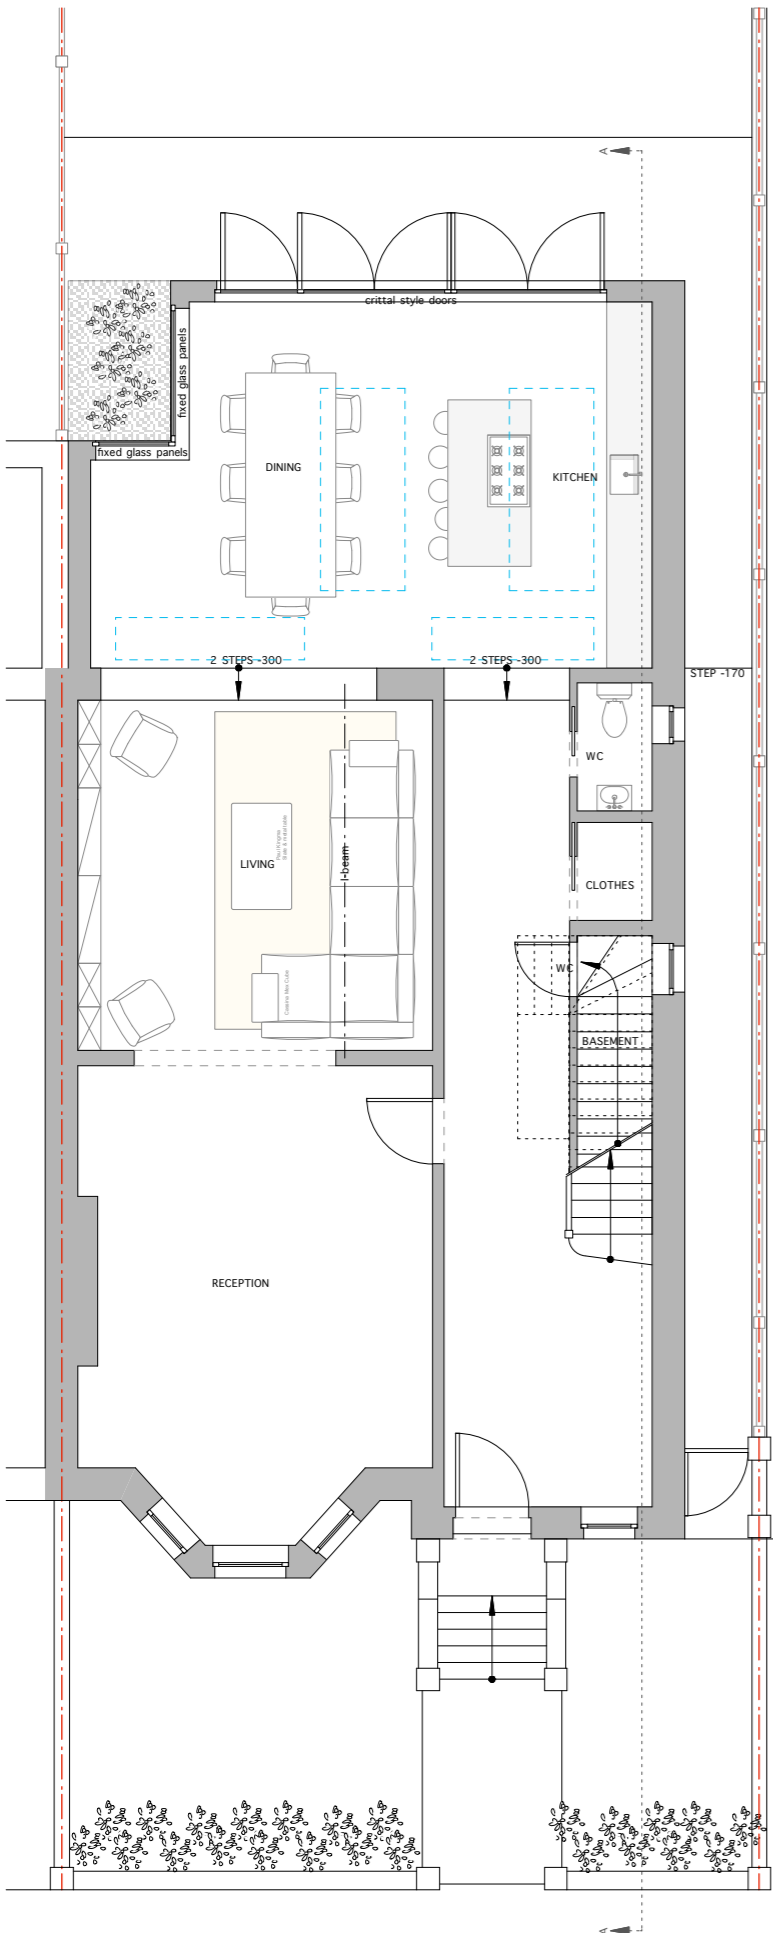 A
crittal style doors
fixed glass panels
fixed glass panels
DINING
KITCHEN
2 STEPS -300
2 STEPS -300
STEP -170
WC
LIVING
I-beam
CLOTHES
WC
BASEMENT
RECEPTION
A